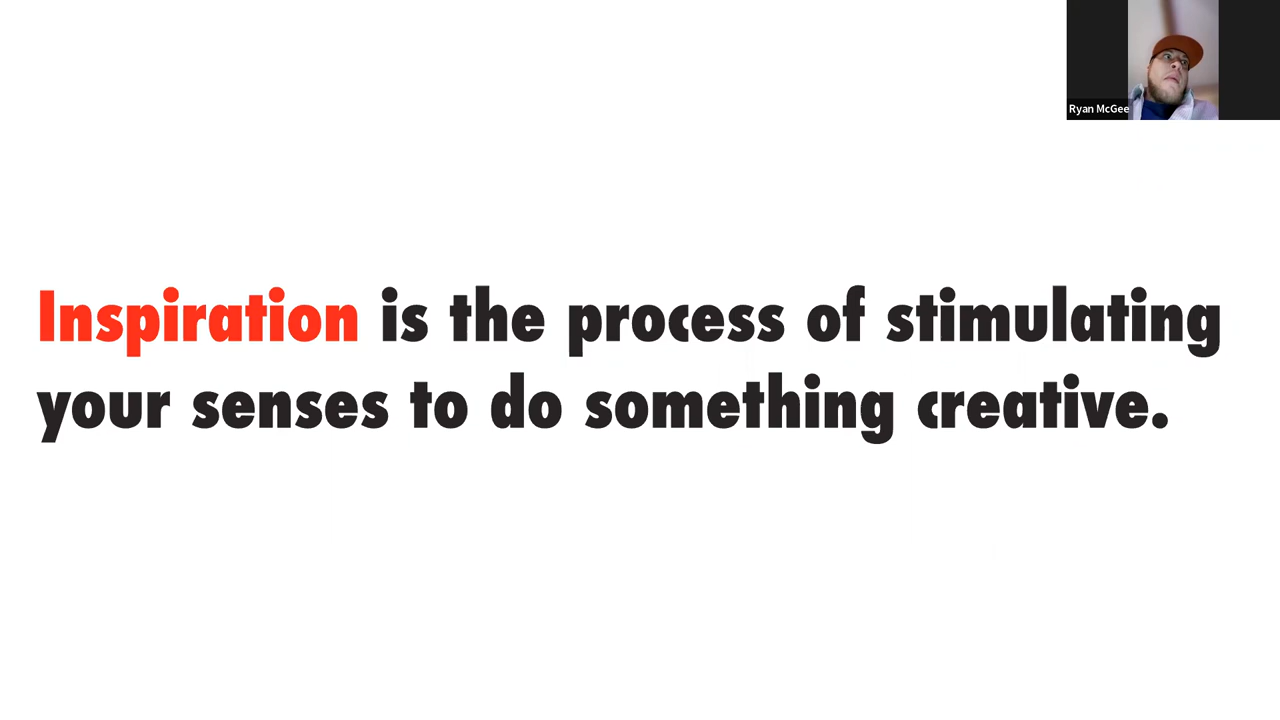 Ryan McGee
Inspiration is the process of stimulating
your senses to do something creative.